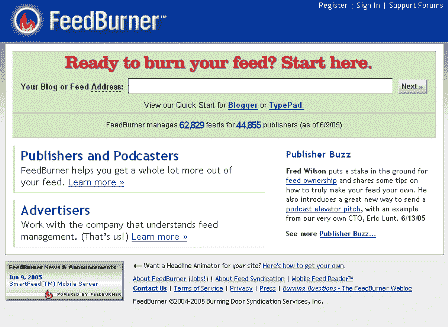 Register | Sign In | Support Forums
FeedBurner™
Ready to burn your feed? Start here.
Your Blog or Feed Address: Next »
View our Quick Start for Blogger or TypePad.
FeedBurner manages 62,829 feeds for 44,855 publishers (as of 6/9/05)
Publishers and Podcasters
FeedBurner helps you get a whole lot more out of
your feed. Learn more »
Advertisers
Work with the company that understands feed
management. (That's us!) Learn more »
Publisher Buzz
Fred Wilson puts a stake in the ground for
feed ownership and shares some tips on
how to truly make your feed your own. He
also introduces a great new way to send a
podcast elevator pitch, with an example
from our very own CTO, Eric Lunt. 6/13/05
See more Publisher Buzz...
FeedBurner News & Announcements
Jun 9, 2005
SmartFeed(TM) Mobile Server
POWERED BY FEEDBURNER
← Want a Headline Animator for your site? Here's how to get your own.
About FeedBurner (Jobs!) | About Feed Syndication | Mobile Feed Reader™
Contact Us | Terms of Service | Privacy | Press | Burning Questions - The FeedBurner Weblog
FeedBurner ©2004-2005 Burning Door Syndication Services, Inc.